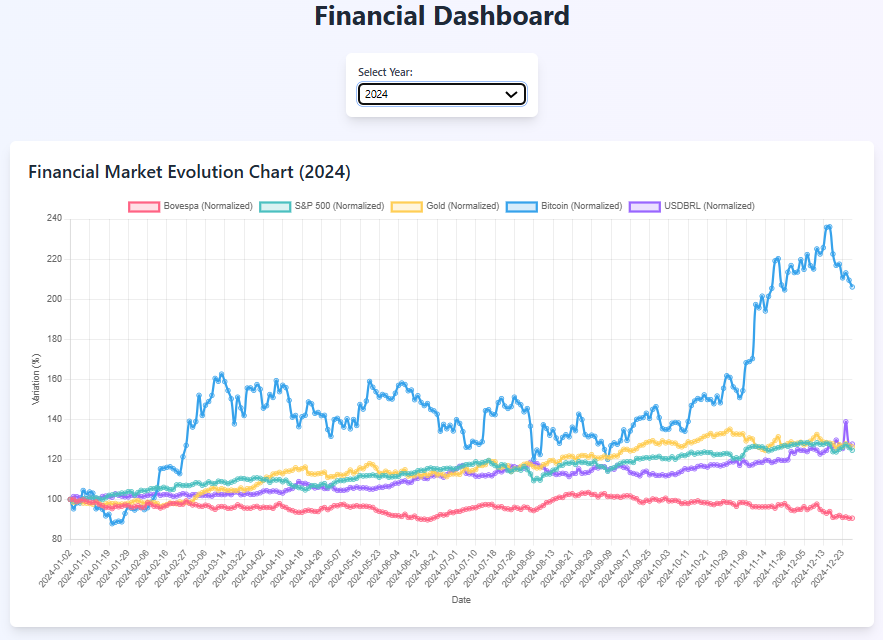 Financial Dashboard
Select Year:
2024
Financial Market Evolution Chart (2024)
Bovespa (Normalized) S&P 500 (Normalized) Gold (Normalized) Bitcoin (Normalized) USDBRL (Normalized)
240
220
200
180
160
140
120
100
80
Variation (%)
2024-01-02 2024-01-10 2024-01-19 2024-01-29 2024-02-06 2024-02-16 2024-02-27 2024-03-06 2024-03-14 2024-03-22 2024-04-02 2024-04-10 2024-04-18 2024-04-26 2024-05-07 2024-05-15 2024-05-23 2024-06-04 2024-06-12 2024-06-21 2024-07-01 2024-07-10 2024-07-18 2024-07-26 2024-08-05 2024-08-13 2024-08-21 2024-08-29 2024-09-09 2024-09-17 2024-09-25 2024-10-03 2024-10-11 2024-10-21 2024-10-29 2024-11-06 2024-11-14 2024-11-26 2024-12-05 2024-12-13 2024-12-23
Date